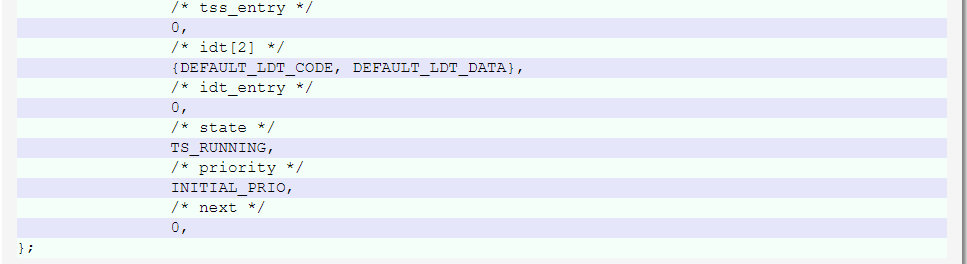 /* tss_entry */
0,
/* idt[2] */
{DEFAULT_LDT_CODE, DEFAULT_LDT_DATA},
/* idt_entry */
0,
/* state */
TS_RUNNING,
/* priority */
INITIAL_PRIO,
/* next */
0,
};